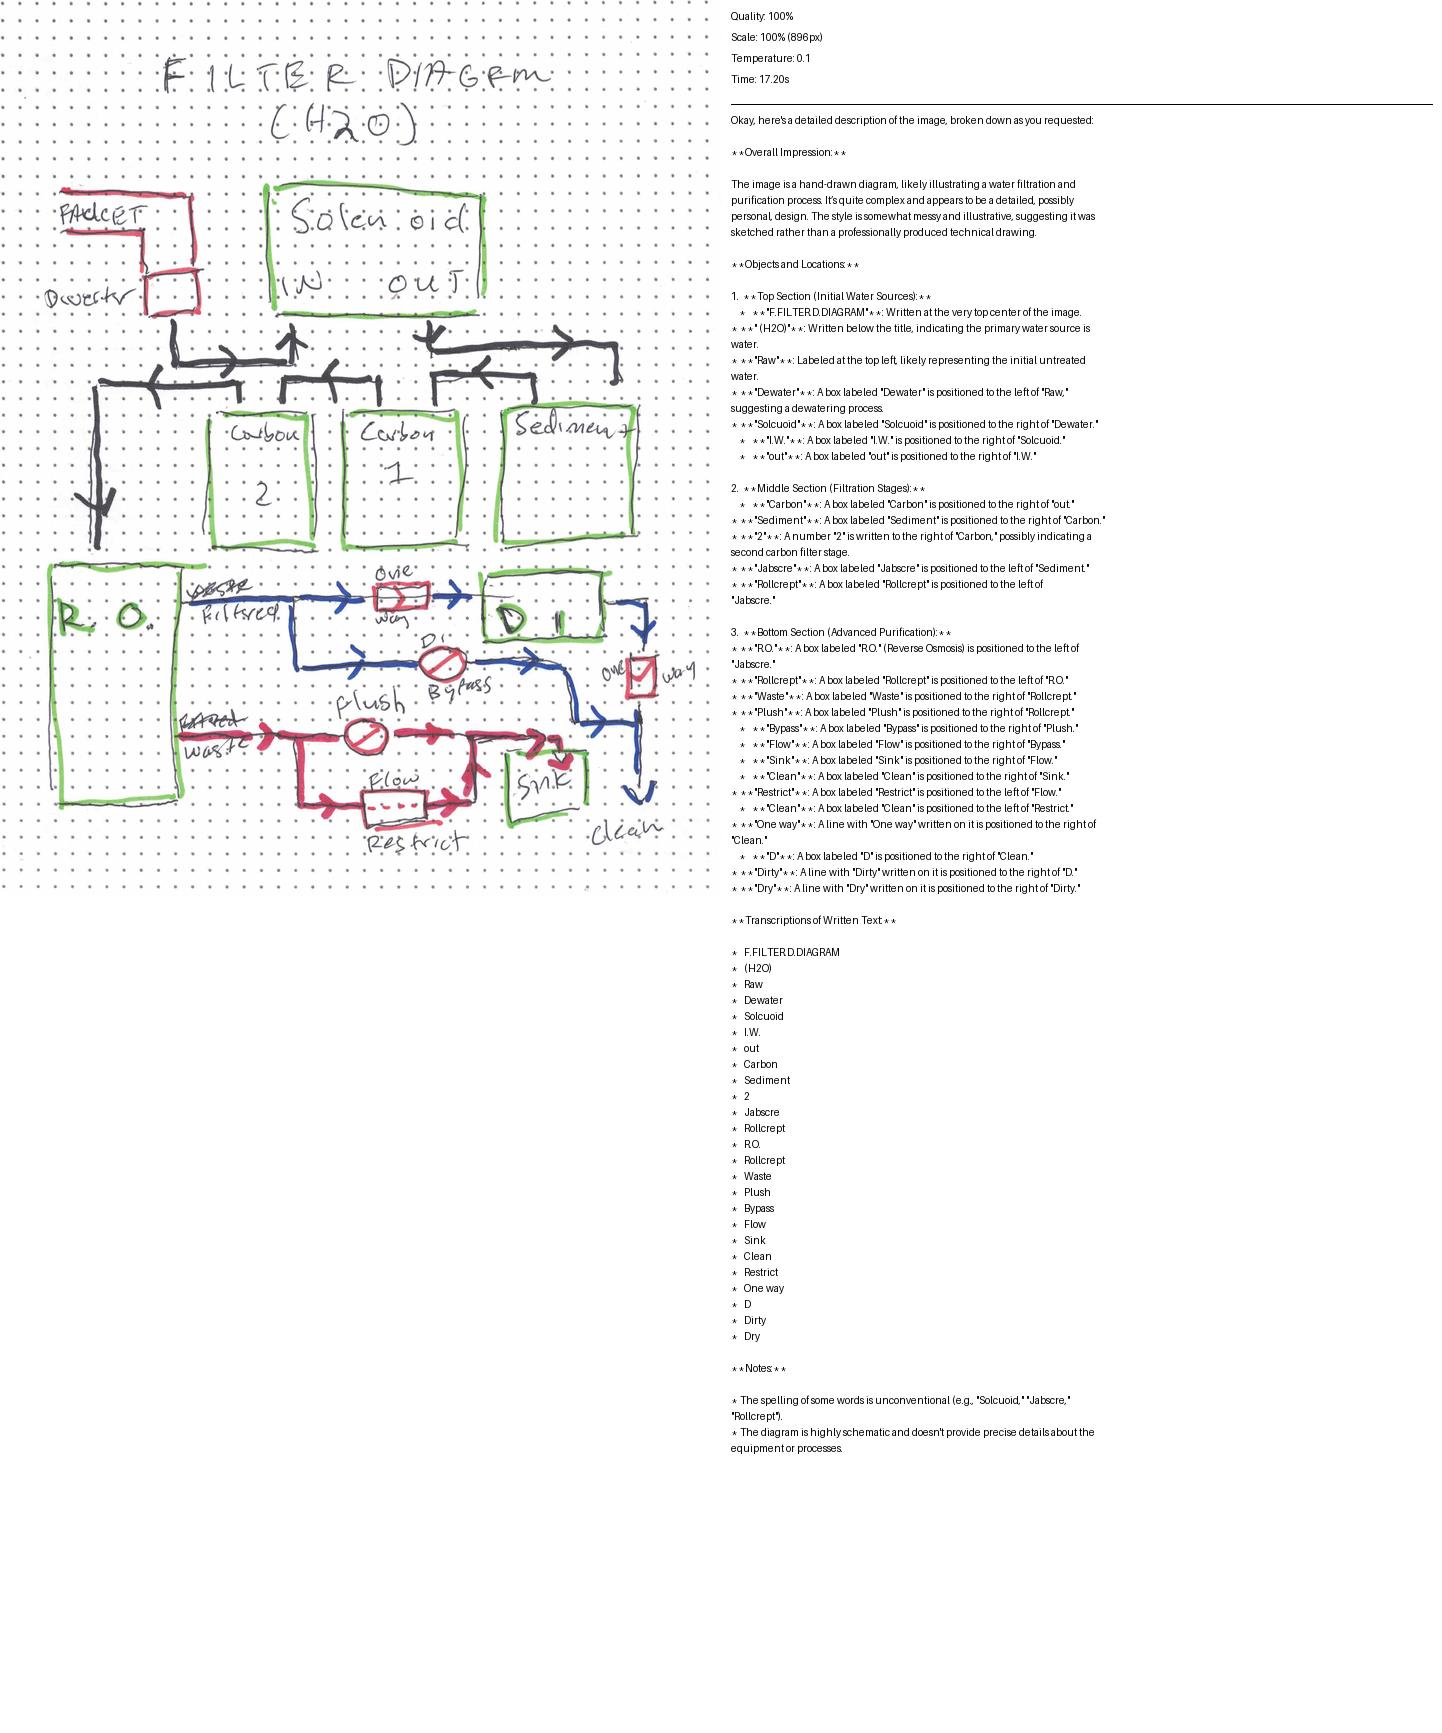 FILTER DIAGRM
(H2O)
FAUCET
Diverter
Solenoid
IN OUT
Carbon
2
Carbon
1
Sediment
R.O.
waste
Filtered
one
way
DI
one way
DI
Bypass
Flush
waste
Flow
Restrict
Sink
Clean
Quality: 100%
Scale: 100% (896px)
Temperature: 0.1
Time: 17.20s
Okay, here's a detailed description of the image, broken down as you requested:
**Overall Impression:**
The image is a hand-drawn diagram, likely illustrating a water filtration and
purification process. It's quite complex and appears to be a detailed, possibly
personal, design. The style is somewhat messy and illustrative, suggesting it was
sketched rather than a professionally produced technical drawing.
**Objects and Locations:**
1. **Top Section (Initial Water Sources):**
* **"F.FILTER.D.DIAGRAM"**: Written at the very top center of the image.
* **" (H2O)"**: Written below the title, indicating the primary water source is
water.
* **"Raw"**: Labeled at the top left, likely representing the initial untreated
water.
* **"Dewater"**: A box labeled "Dewater" is positioned to the left of "Raw,"
suggesting a dewatering process.
* **"Solcuoid"**: A box labeled "Solcuoid" is positioned to the right of "Dewater."
* **"I.W."**: A box labeled "I.W." is positioned to the right of "Solcuoid."
* **"out"**: A box labeled "out" is positioned to the right of "I.W."
2. **Middle Section (Filtration Stages):**
* **"Carbon"**: A box labeled "Carbon" is positioned to the right of "out."
* **"Sediment"**: A box labeled "Sediment" is positioned to the right of "Carbon."
* **"2"**: A number "2" is written to the right of "Carbon," possibly indicating a
second carbon filter stage.
* **"Jabscre"**: A box labeled "Jabscre" is positioned to the left of "Sediment."
* **"Rollcrept"**: A box labeled "Rollcrept" is positioned to the left of
"Jabscre."
3. **Bottom Section (Advanced Purification):**
* **"R.O."**: A box labeled "R.O." (Reverse Osmosis) is positioned to the left of
"Jabscre."
* **"Rollcrept"**: A box labeled "Rollcrept" is positioned to the left of "R.O."
* **"Waste"**: A box labeled "Waste" is positioned to the right of "Rollcrept."
* **"Plush"**: A box labeled "Plush" is positioned to the right of "Rollcrept."
* **"Bypass"**: A box labeled "Bypass" is positioned to the right of "Plush."
* **"Flow"**: A box labeled "Flow" is positioned to the right of "Bypass."
* **"Sink"**: A box labeled "Sink" is positioned to the right of "Flow."
* **"Clean"**: A box labeled "Clean" is positioned to the right of "Sink."
* **"Restrict"**: A box labeled "Restrict" is positioned to the left of "Flow."
* **"Clean"**: A box labeled "Clean" is positioned to the left of "Restrict."
* **"One way"**: A line with "One way" written on it is positioned to the right of
"Clean."
* **"D"**: A box labeled "D" is positioned to the right of "Clean."
* **"Dirty"**: A line with "Dirty" written on it is positioned to the right of "D."
* **"Dry"**: A line with "Dry" written on it is positioned to the right of "Dirty."
**Transcriptions of Written Text:**
* F.FILTER.D.DIAGRAM
* (H2O)
* Raw
* Dewater
* Solcuoid
* I.W.
* out
* Carbon
* Sediment
* 2
* Jabscre
* Rollcrept
* R.O.
* Rollcrept
* Waste
* Plush
* Bypass
* Flow
* Sink
* Clean
* Restrict
* One way
* D
* Dirty
* Dry
**Notes:**
* The spelling of some words is unconventional (e.g., "Solcuoid," "Jabscre,"
"Rollcrept").
* The diagram is highly schematic and doesn't provide precise details about the
equipment or processes.